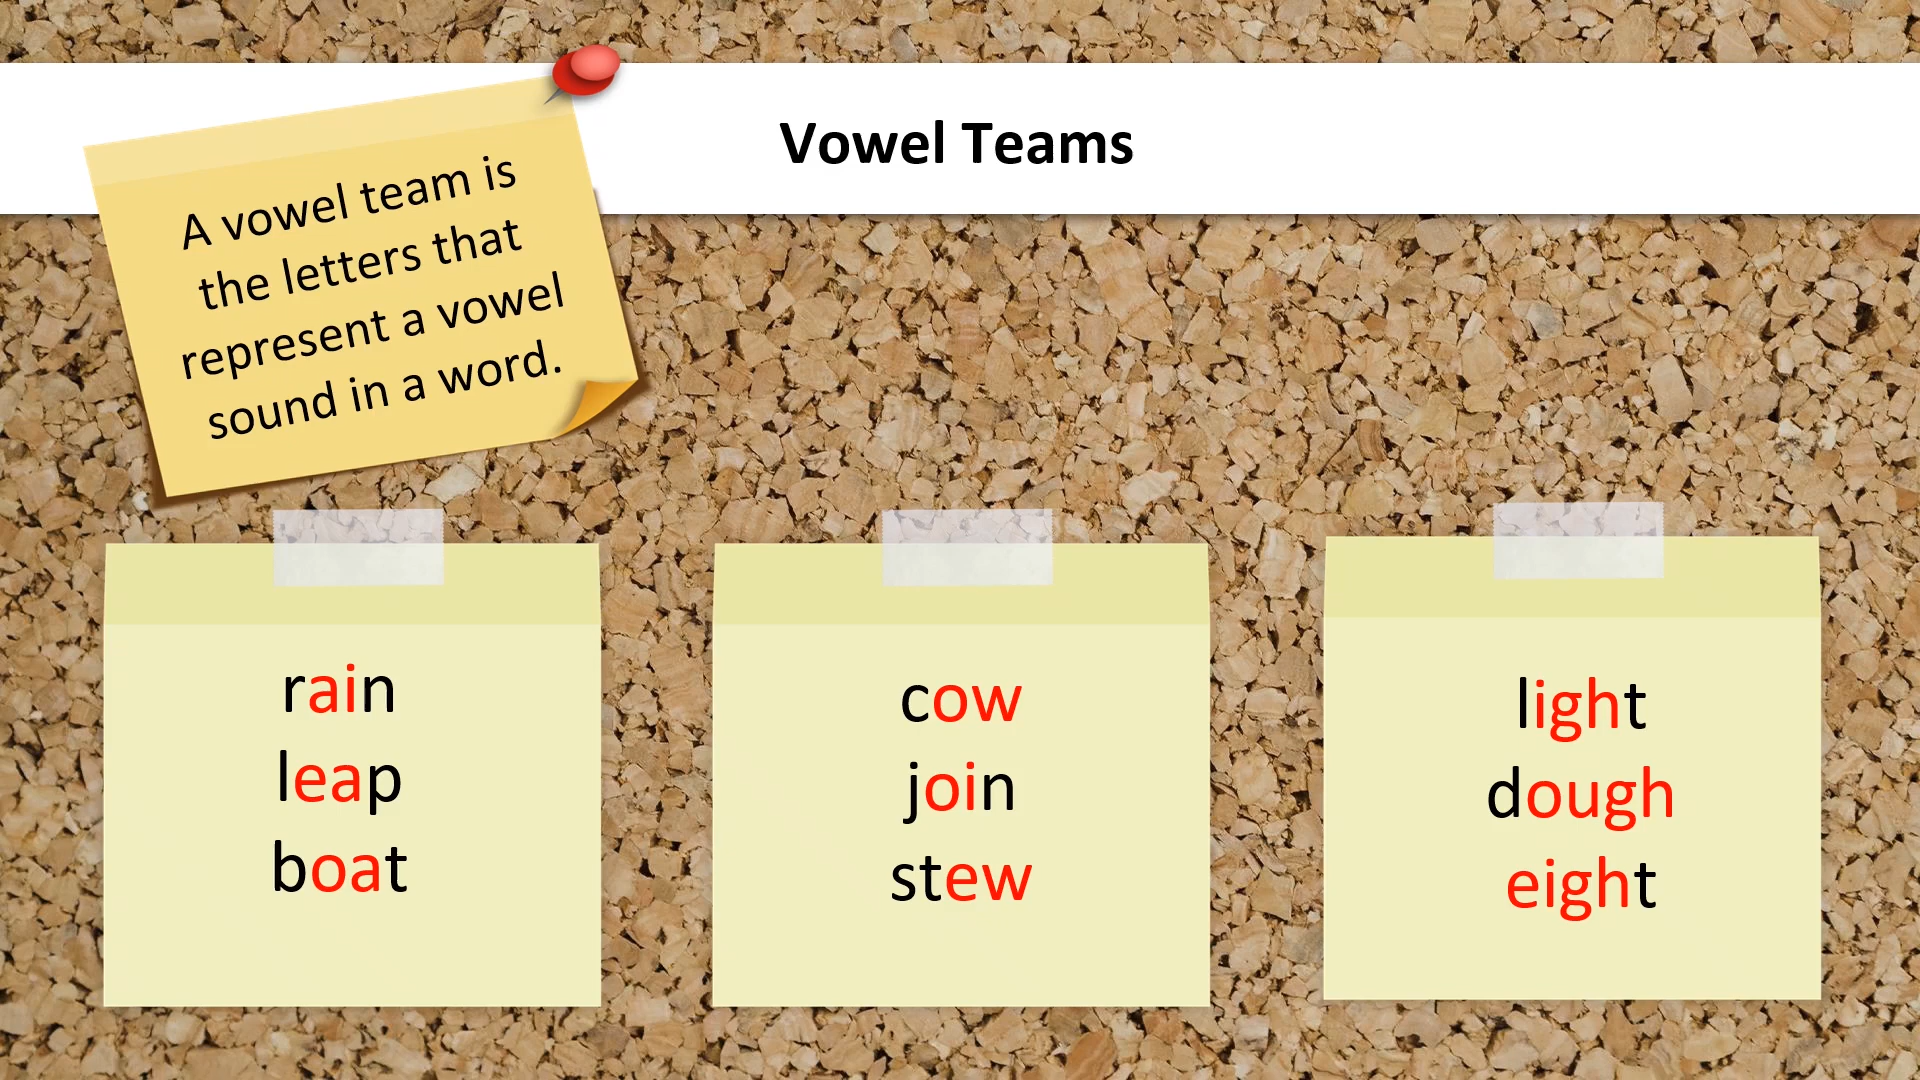 Vowel Teams
A vowel team is
the letters that
represent a vowel
sound in a word.
rain
leap
boat
cow
join
stew
light
dough
eight